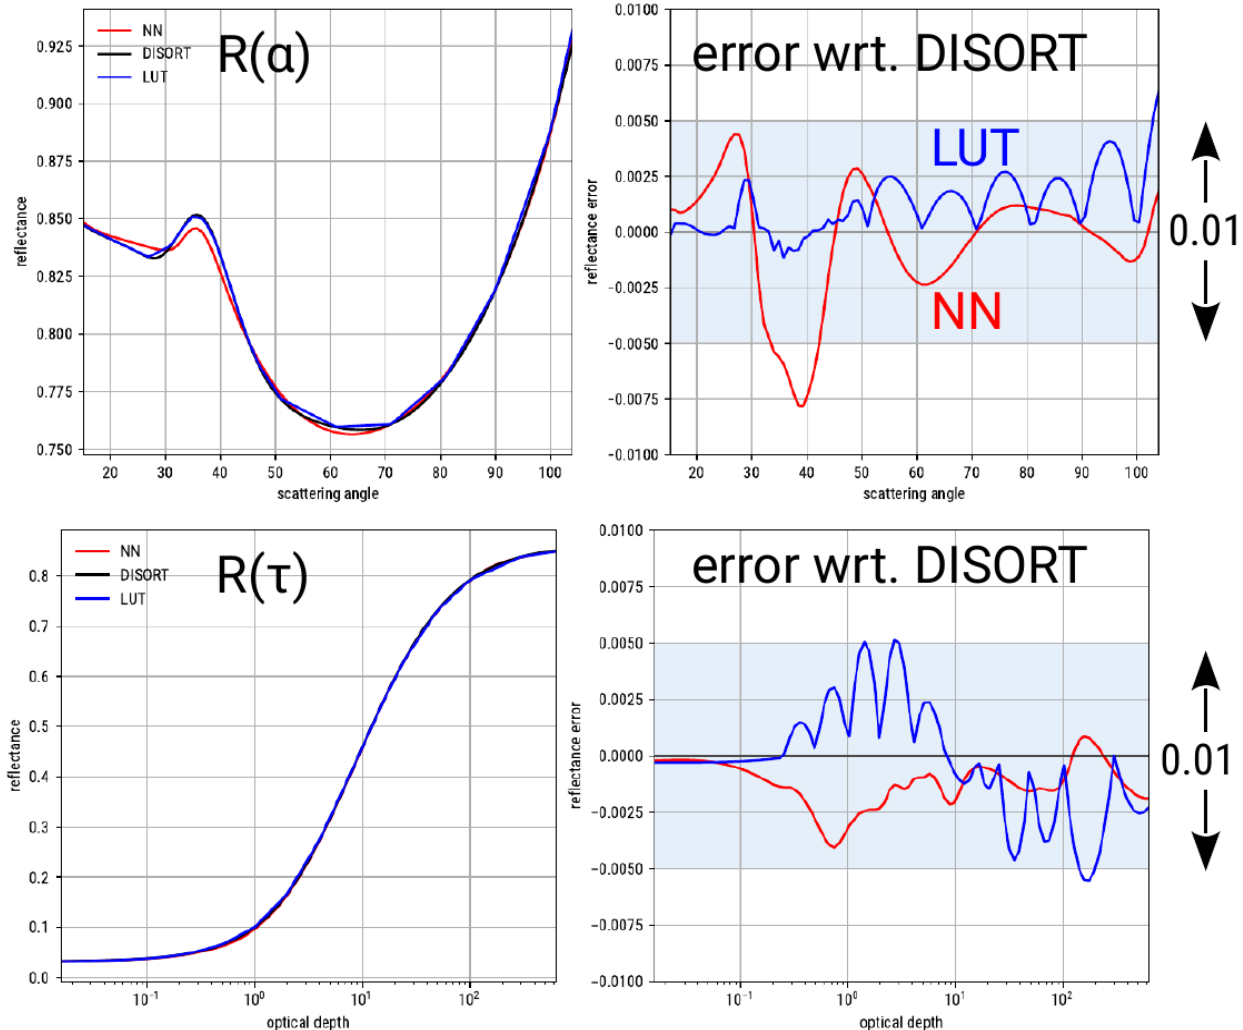 NN
DISORT
LUT
R(α)
0.925
0.900
0.875
0.850
0.825
0.800
0.775
0.750
reflectance
20 30 40 50 60 70 80 90 100
scattering angle
error wrt. DISORT
0.0100
0.0075
0.0050
0.0025
0.0000
−0.0025
−0.0050
−0.0075
−0.0100
reflectance error
LUT
NN
20 30 40 50 60 70 80 90 100
scattering angle
0.01
NN
DISORT
LUT
R(τ)
0.8
0.7
0.6
0.5
0.4
0.3
0.2
0.1
0.0
reflectance
10⁻¹ 10⁰ 10¹ 10²
optical depth
error wrt. DISORT
0.0100
0.0075
0.0050
0.0025
0.0000
−0.0025
−0.0050
−0.0075
−0.0100
reflectance error
10⁻¹ 10⁰ 10¹ 10²
optical depth
0.01